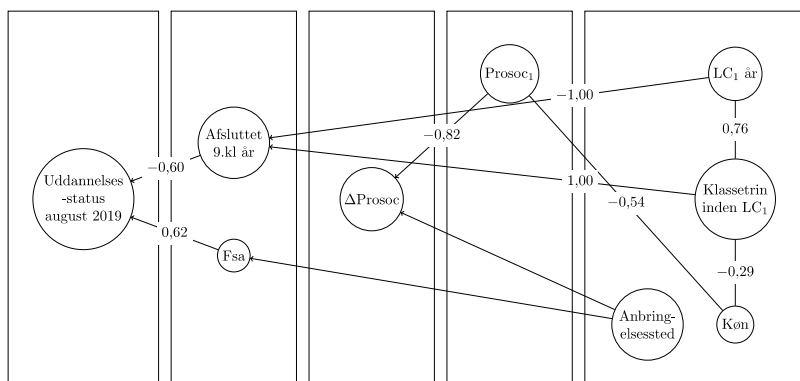 Prosoc₁
LC₁ år
−1,00
Afsluttet
9.kl år
−0,82
0,76
−0,60
1,00
Uddannelses
-status
august 2019
ΔProsoc
−0,54
Klassetrin
inden LC₁
0,62
Fsa
−0,29
Anbring-
elsessted
Køn